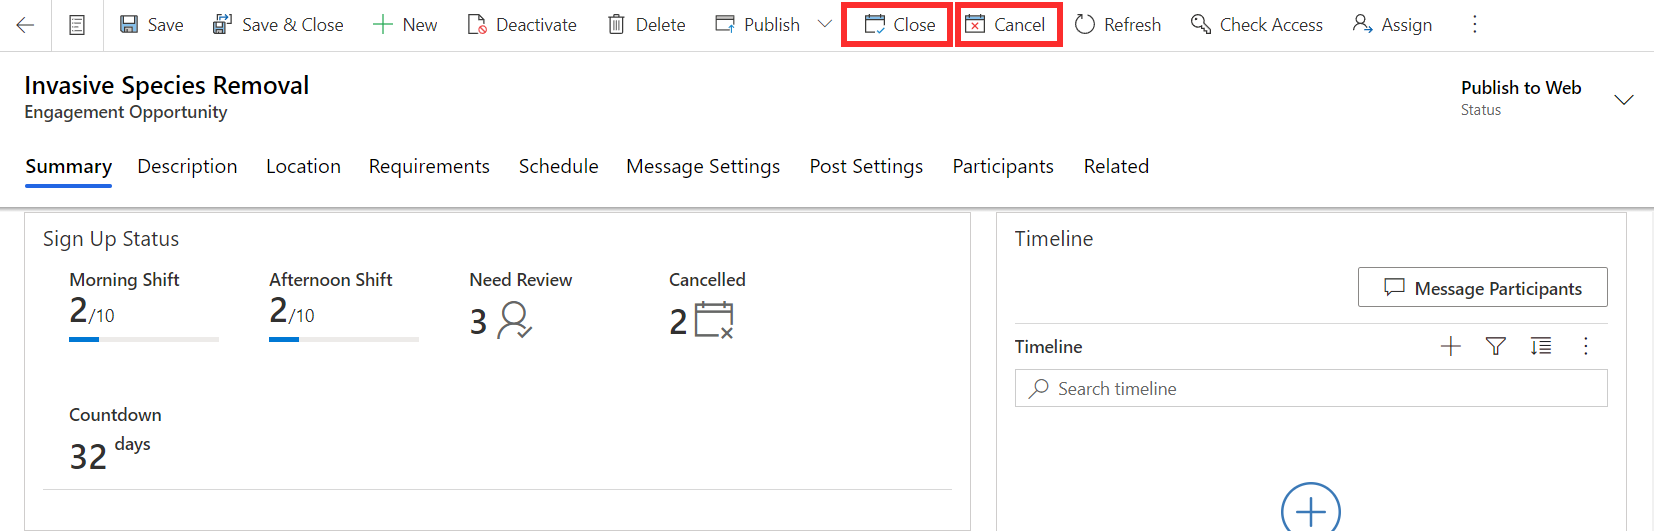 Save Save & Close New Deactivate Delete Publish Close Cancel Refresh Check Access Assign
Invasive Species Removal
Engagement Opportunity
Publish to Web
Status
Summary Description Location Requirements Schedule Message Settings Post Settings Participants Related
Sign Up Status
Morning Shift Afternoon Shift Need Review Cancelled
2/10 2/10 3 2
Countdown
32 days
Timeline
Message Participants
Timeline
Search timeline